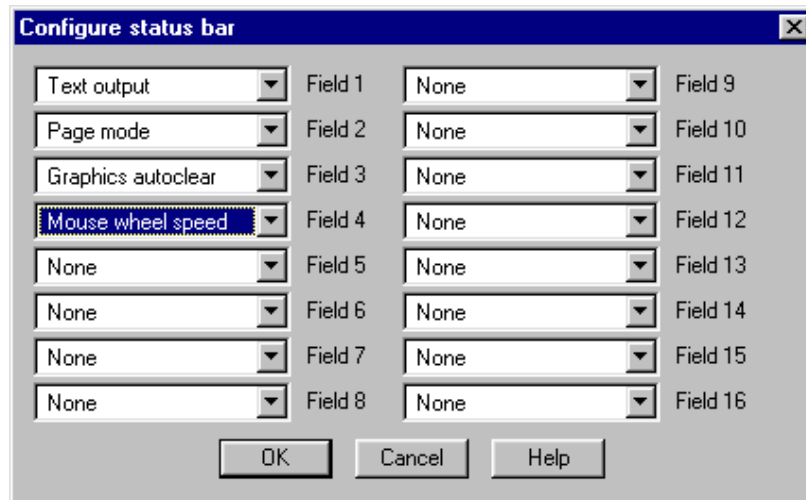 Configure status bar
Text output Field 1 None Field 9
Page mode Field 2 None Field 10
Graphics autoclear Field 3 None Field 11
Mouse wheel speed Field 4 None Field 12
None Field 5 None Field 13
None Field 6 None Field 14
None Field 7 None Field 15
None Field 8 None Field 16
OK Cancel Help